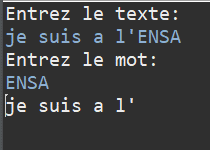 Entrez le texte:
je suis a l'ENSA
Entrez le mot:
ENSA
je suis a l'